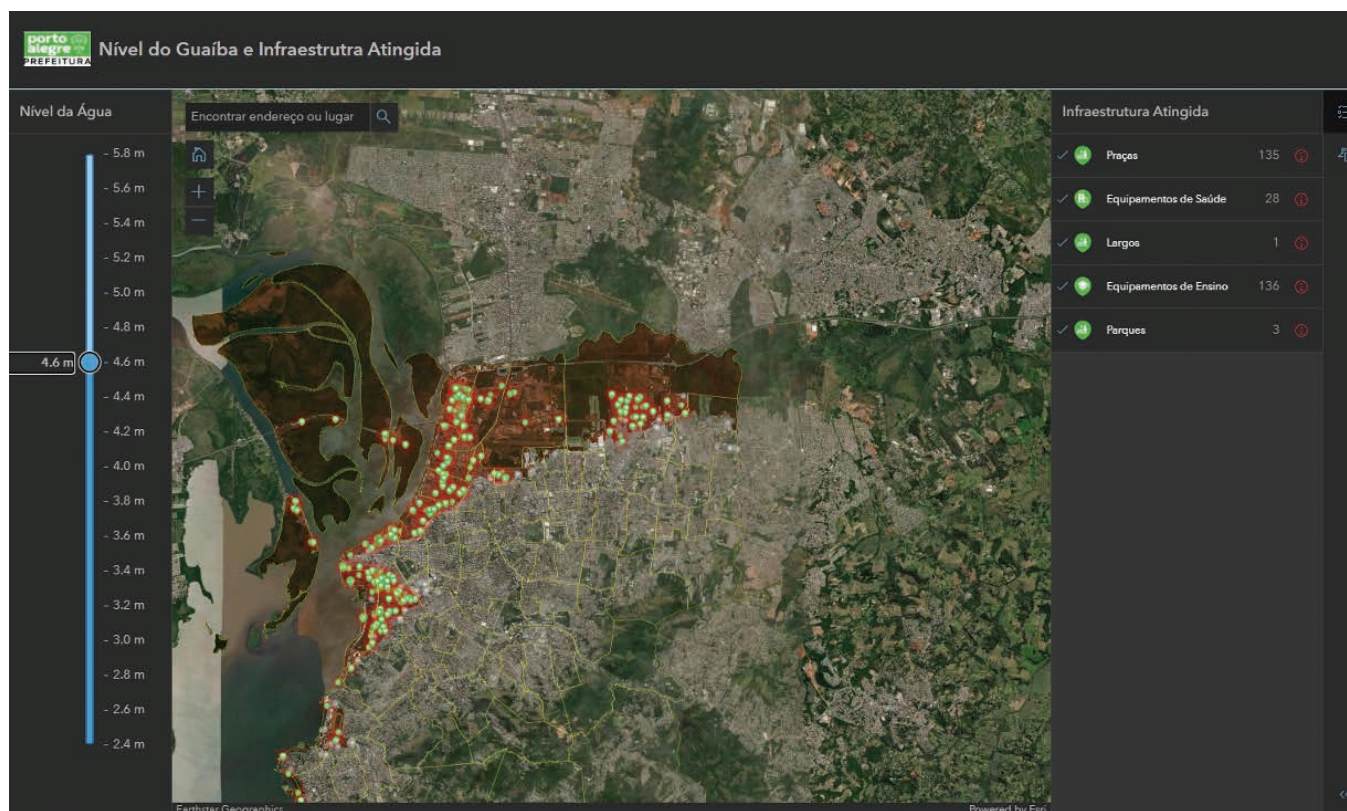 porto
alegre
PREFEITURA
Nível do Guaíba e Infraestrutra Atingida
Nível da Água
- 5.8 m
- 5.6 m
- 5.4 m
- 5.2 m
- 5.0 m
- 4.8 m
4.6 m
- 4.6 m
- 4.4 m
- 4.2 m
- 4.0 m
- 3.8 m
- 3.6 m
- 3.4 m
- 3.2 m
- 3.0 m
- 2.8 m
- 2.6 m
- 2.4 m
Encontrar endereço ou lugar
Earthstar Geographics
Powered by Esri
Infraestrutura Atingida
Praças 135
Equipamentos de Saúde 28
Largos 1
Equipamentos de Ensino 136
Parques 3